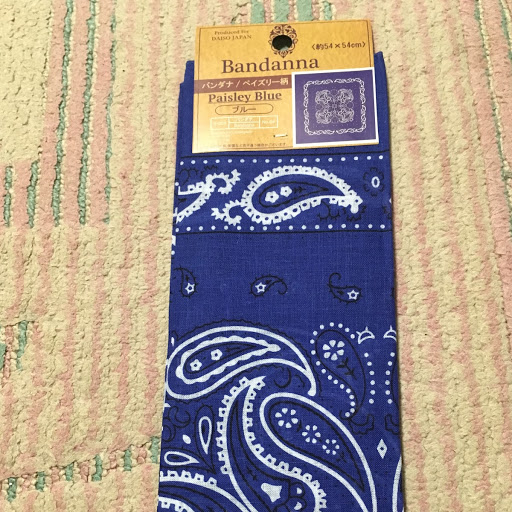 Produced for
DAISO JAPAN
〈約54×54cm〉
Bandanna
バンダナ / ペイズリー柄
Paisley Blue
ブルー